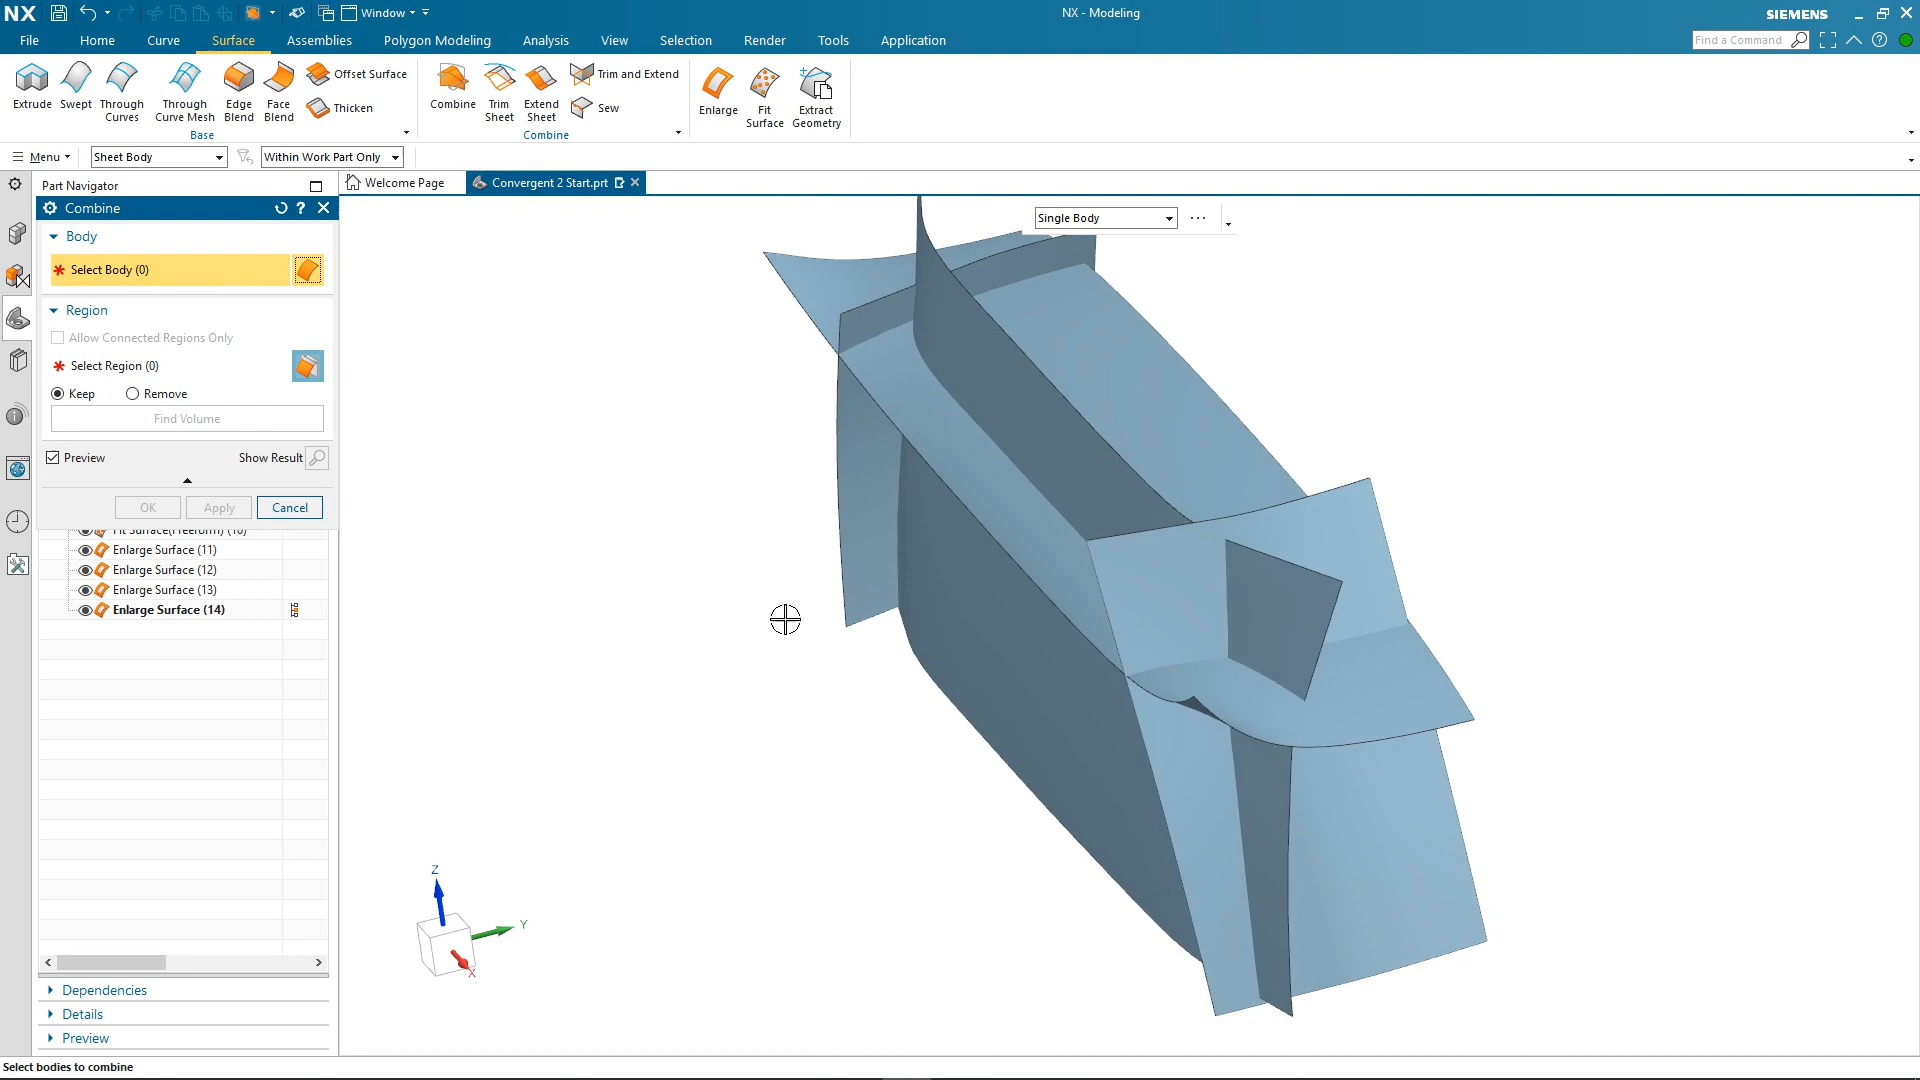 NX
Window
NX - Modeling
SIEMENS
File
Home
Curve
Surface
Assemblies
Polygon Modeling
Analysis
View
Selection
Render
Tools
Application
Find a Command
Extrude
Swept
Through Curves
Through Curve Mesh
Edge Blend
Face Blend
Offset Surface
Thicken
Combine
Trim Sheet
Extend Sheet
Trim and Extend
Sew
Enlarge
Fit Surface
Extract Geometry
Base
Combine
Menu
Sheet Body
Within Work Part Only
Part Navigator
Welcome Page
Convergent 2 Start.prt
Combine
Single Body
Body
* Select Body (0)
Region
Allow Connected Regions Only
* Select Region (0)
Keep
Remove
Find Volume
Preview
Show Result
OK
Apply
Cancel
Fit Surface(Freeform) (10)
Enlarge Surface (11)
Enlarge Surface (12)
Enlarge Surface (13)
Enlarge Surface (14)
Z
Y
X
Dependencies
Details
Preview
Select bodies to combine